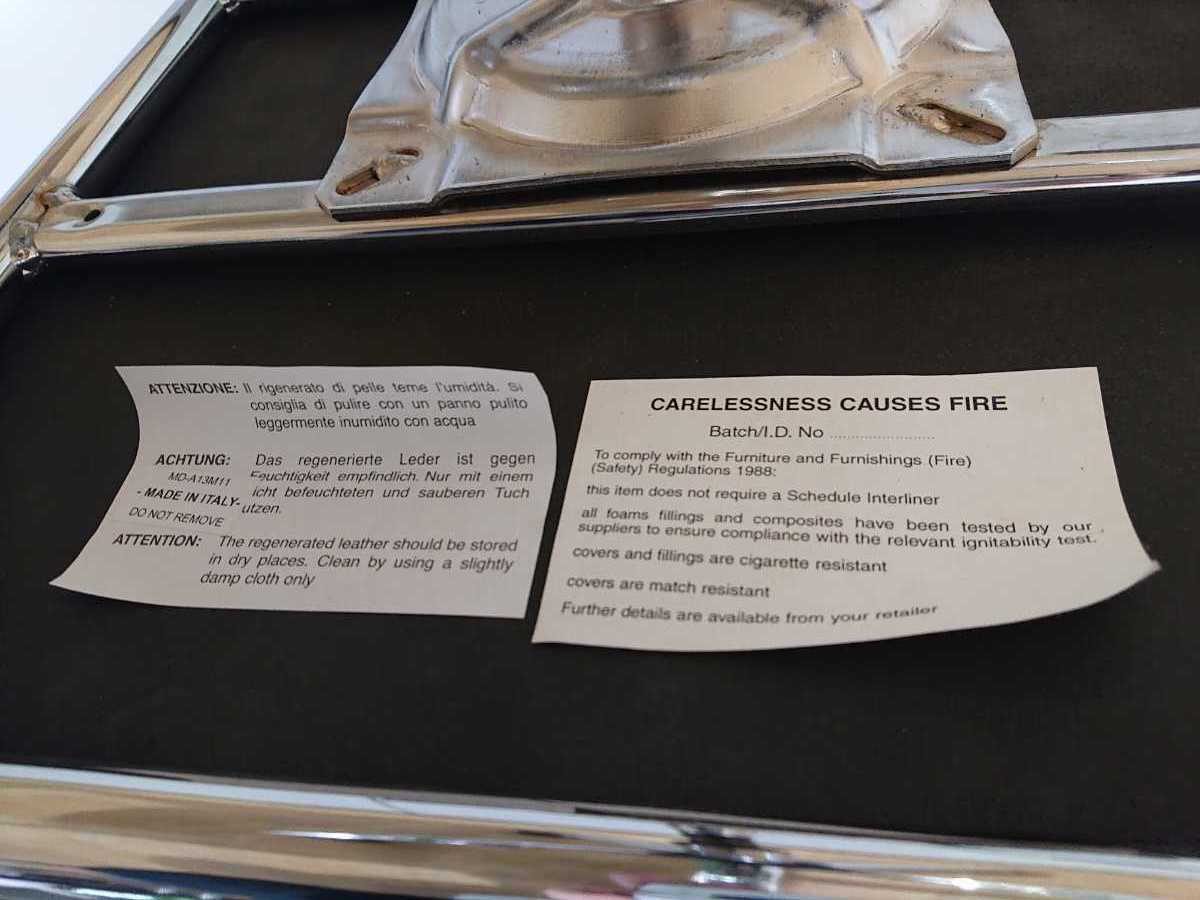 ATTENZIONE: Il rigenerato di pelle teme l'umidità. Si
consiglia di pulire con un panno pulito
leggermente inumidito con acqua
ACHTUNG: Das regenerierte Leder ist gegen
MD-A13M11 Feuchtigkeit empfindlich. Nur mit einem
- MADE IN ITALY- icht befeuchteten und sauberen Tuch
DO NOT REMOVE utzen.
ATTENTION: The regenerated leather should be stored
in dry places. Clean by using a slightly
damp cloth only
CARELESSNESS CAUSES FIRE
Batch/I.D. No ........................
To comply with the Furniture and Furnishings (Fire)
(Safety) Regulations 1988:
this item does not require a Schedule Interliner
all foams fillings and composites have been tested by our
suppliers to ensure compliance with the relevant ignitability test.
covers and fillings are cigarette resistant
covers are match resistant
Further details are available from your retailer